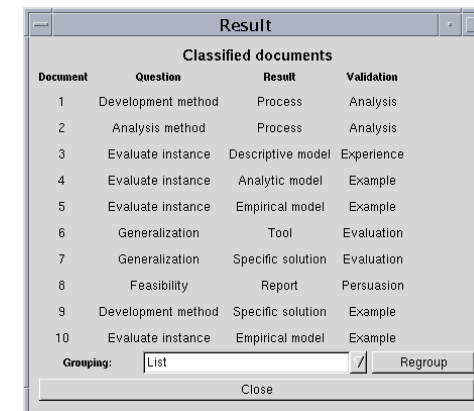 Result
Classified documents
Document Question Result Validation
1 Development method Process Analysis
2 Analysis method Process Analysis
3 Evaluate instance Descriptive model Experience
4 Evaluate instance Analytic model Example
5 Evaluate instance Empirical model Example
6 Generalization Tool Evaluation
7 Generalization Specific solution Evaluation
8 Feasibility Report Persuasion
9 Development method Specific solution Example
10 Evaluate instance Empirical model Example
Grouping: List Regroup
Close